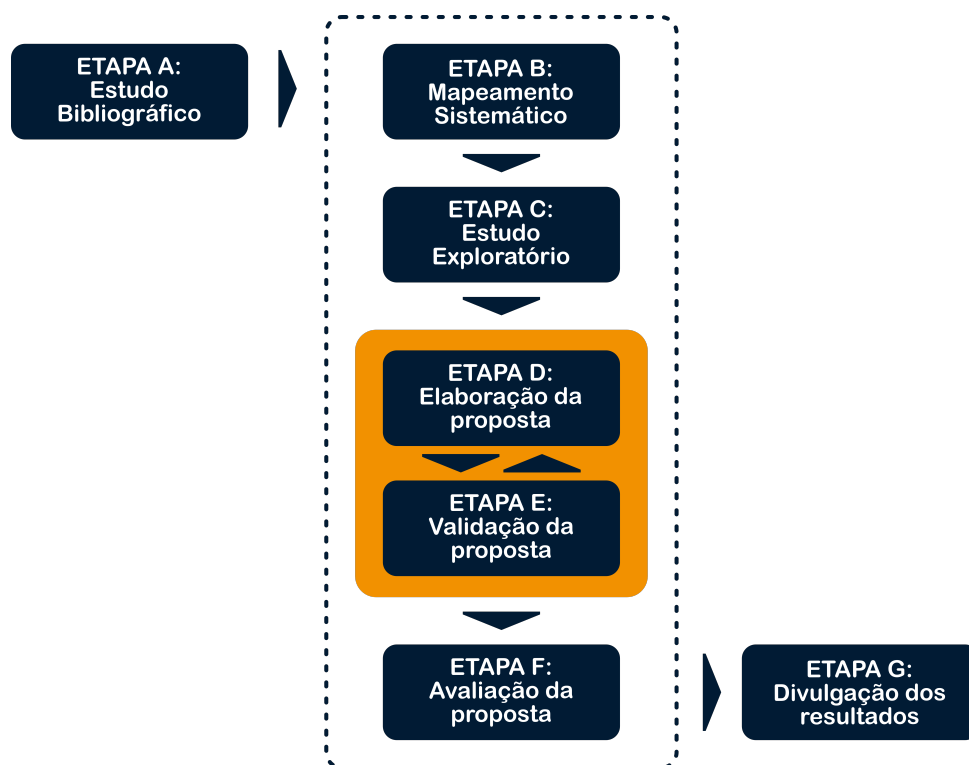 ETAPA A:
Estudo
Bibliográfico
ETAPA B:
Mapeamento
Sistemático
ETAPA C:
Estudo
Exploratório
ETAPA D:
Elaboração da
proposta
ETAPA E:
Validação da
proposta
ETAPA F:
Avaliação da
proposta
ETAPA G:
Divulgação dos
resultados